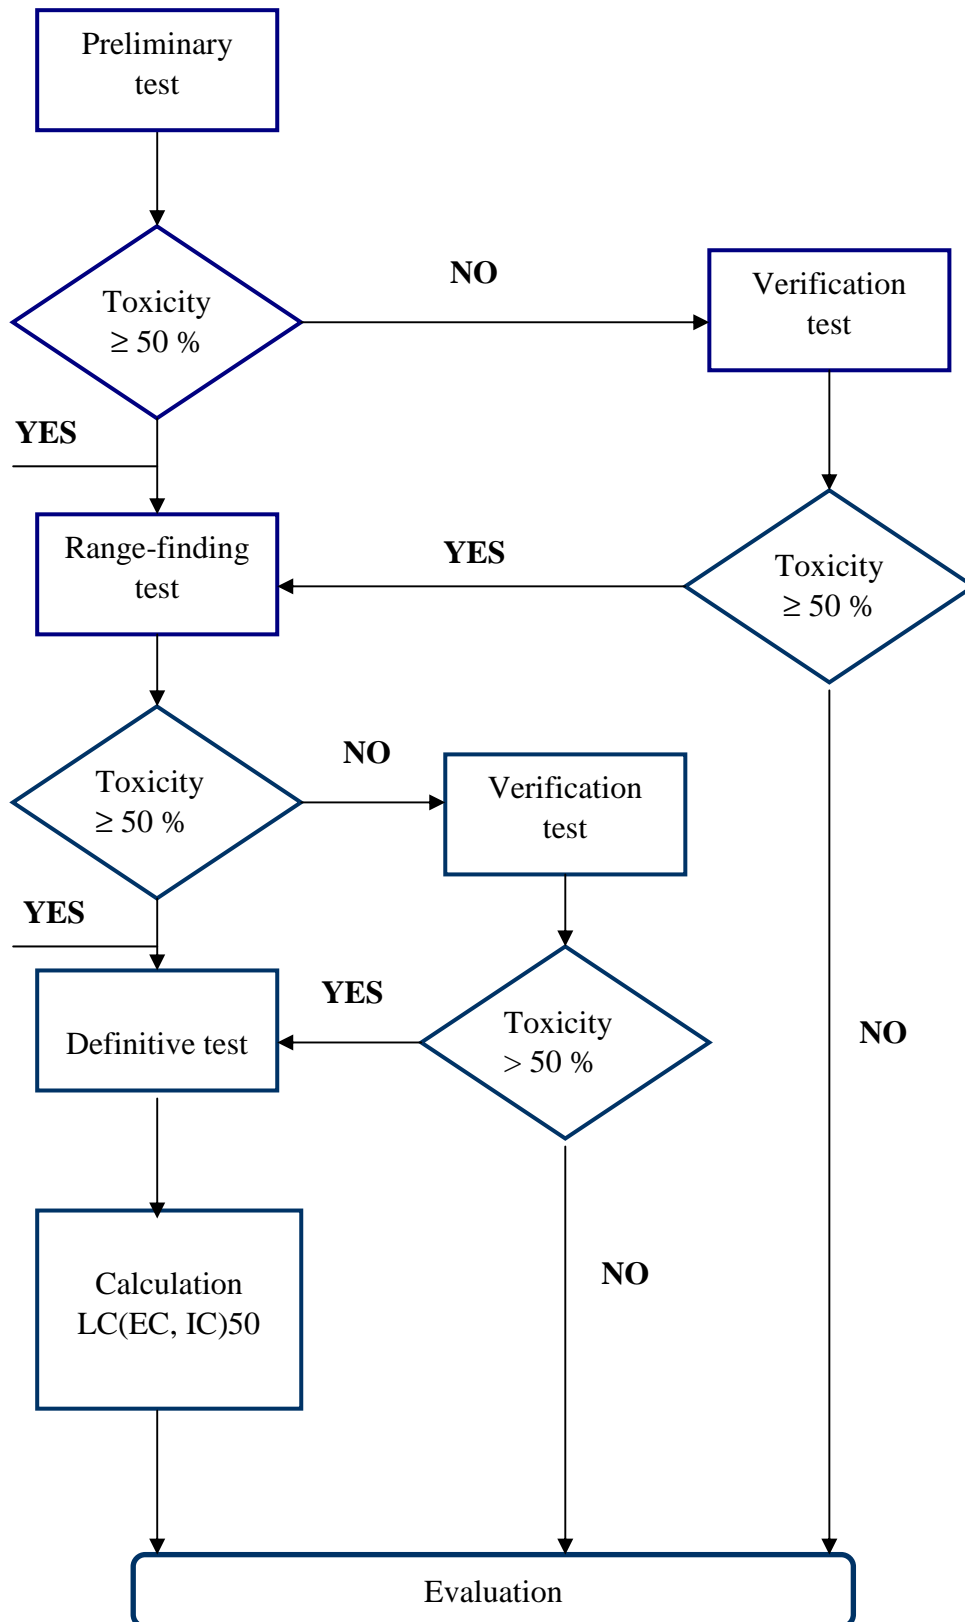 Preliminary
test
NO
Toxicity
≥ 50 %
Verification
test
YES
Range-finding
test
YES
Toxicity
≥ 50 %
NO
Toxicity
≥ 50 %
Verification
test
YES
YES
Definitive test
Toxicity
> 50 %
NO
Calculation
LC(EC, IC)50
NO
Evaluation